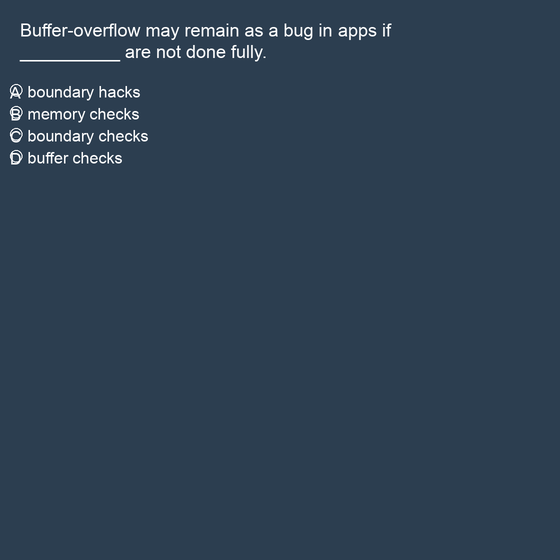 Buffer-overflow may remain as a bug in apps if
__________ are not done fully.
A boundary hacks
B memory checks
C boundary checks
D buffer checks